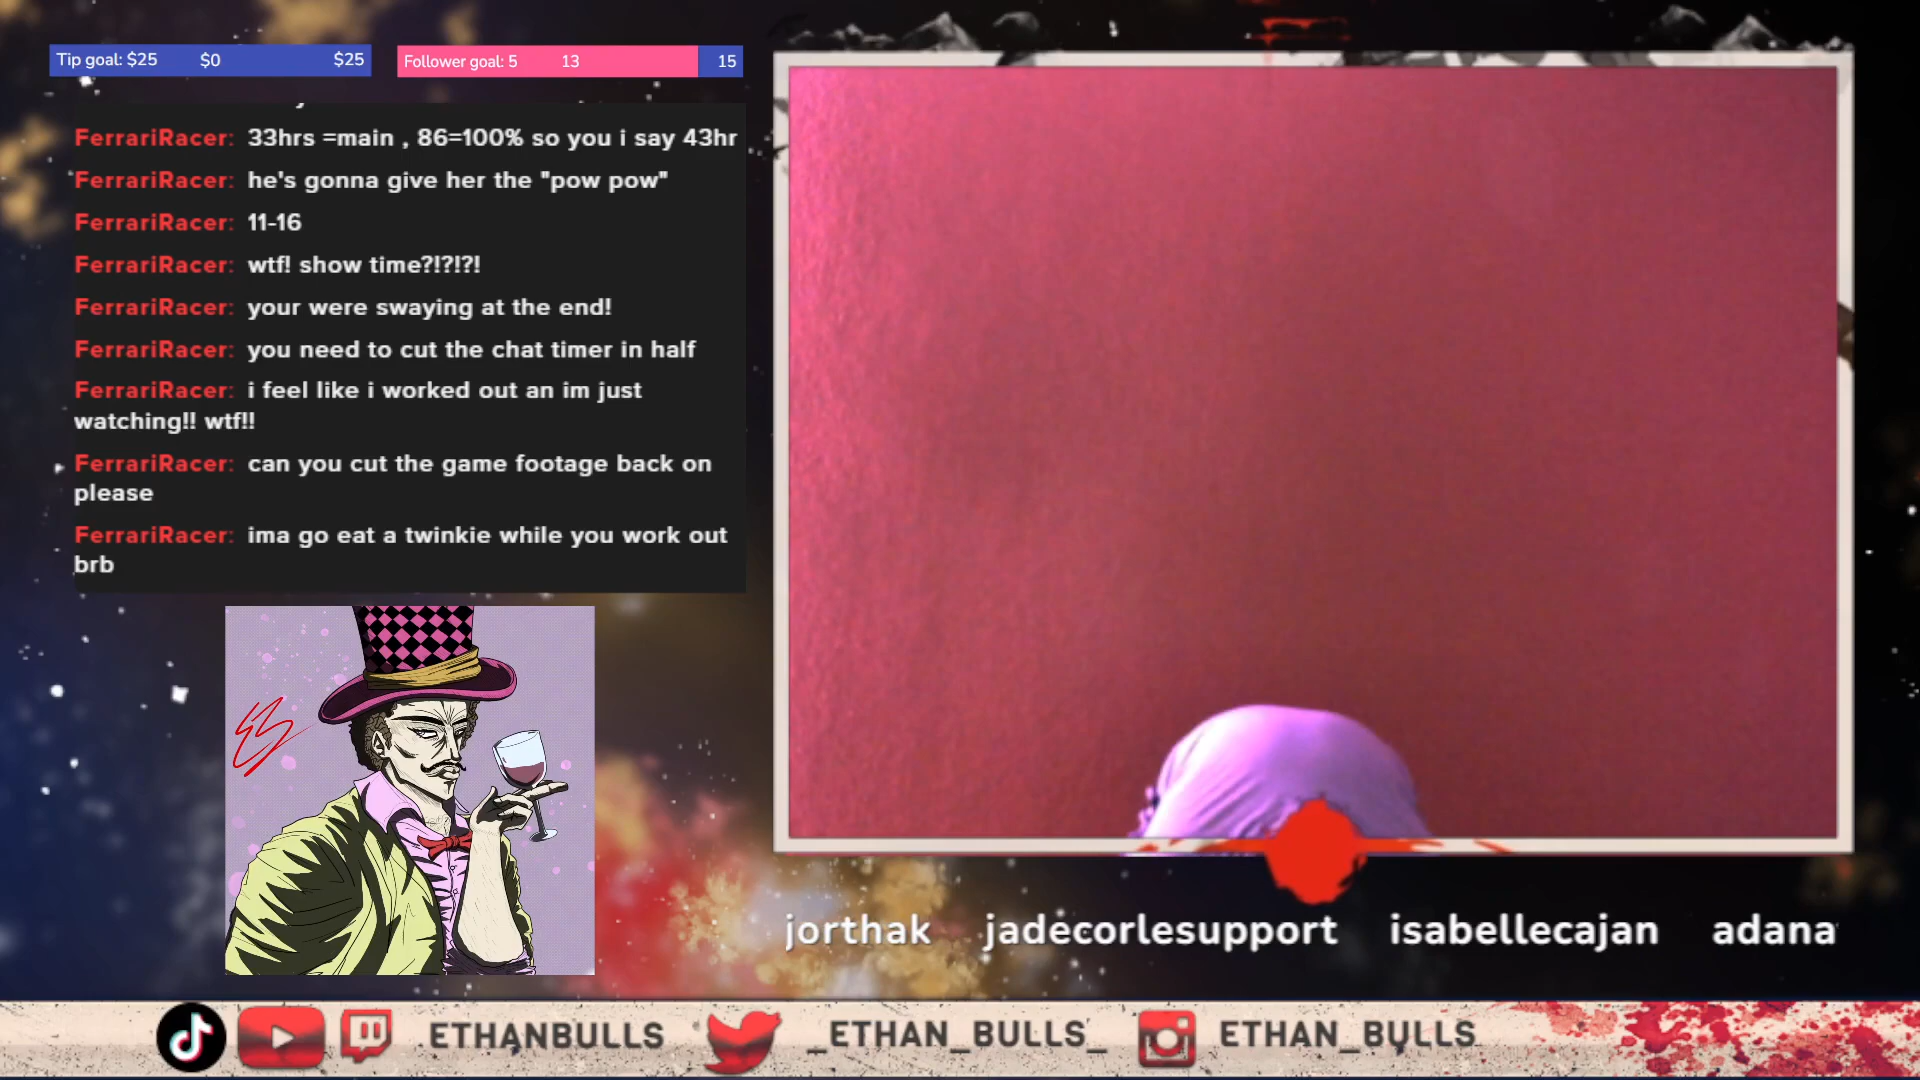 Tip goal: $25 $0 $25
Follower goal: 5 13 15
FerrariRacer: 33hrs =main , 86=100% so you i say 43hr
FerrariRacer: he's gonna give her the "pow pow"
FerrariRacer: 11-16
FerrariRacer: wtf! show time?!?!?!
FerrariRacer: your were swaying at the end!
FerrariRacer: you need to cut the chat timer in half
FerrariRacer: i feel like i worked out an im just
watching!! wtf!!
FerrariRacer: can you cut the game footage back on
please
FerrariRacer: ima go eat a twinkie while you work out
brb
jorthak jadecorlesupport isabellecajan adana
ETHANBULLS _ETHAN_BULLS_ ETHAN_BULLS